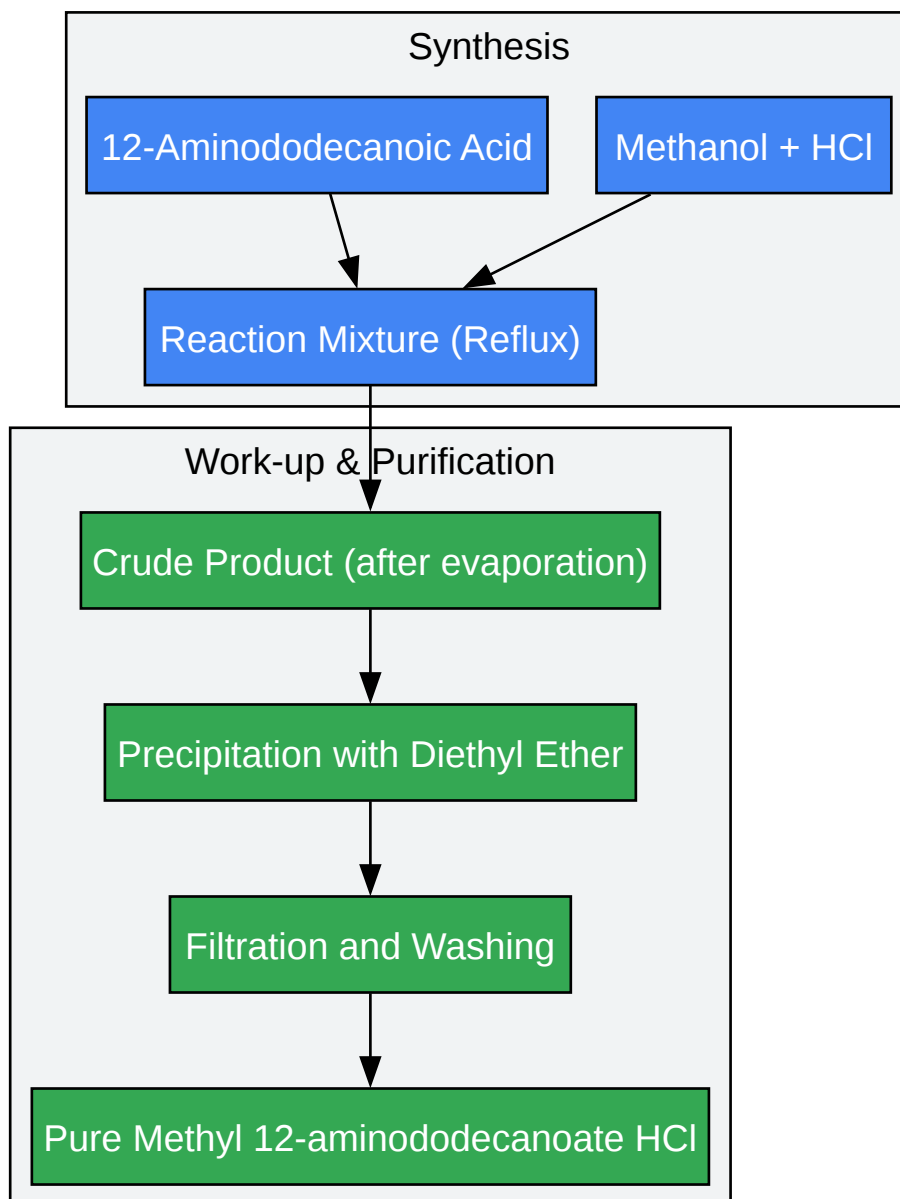 Synthesis
12-Aminododecanoic Acid
Methanol + HCl
Reaction Mixture (Reflux)
Work-up & Purification
Crude Product (after evaporation)
Precipitation with Diethyl Ether
Filtration and Washing
Pure Methyl 12-aminododecanoate HCl